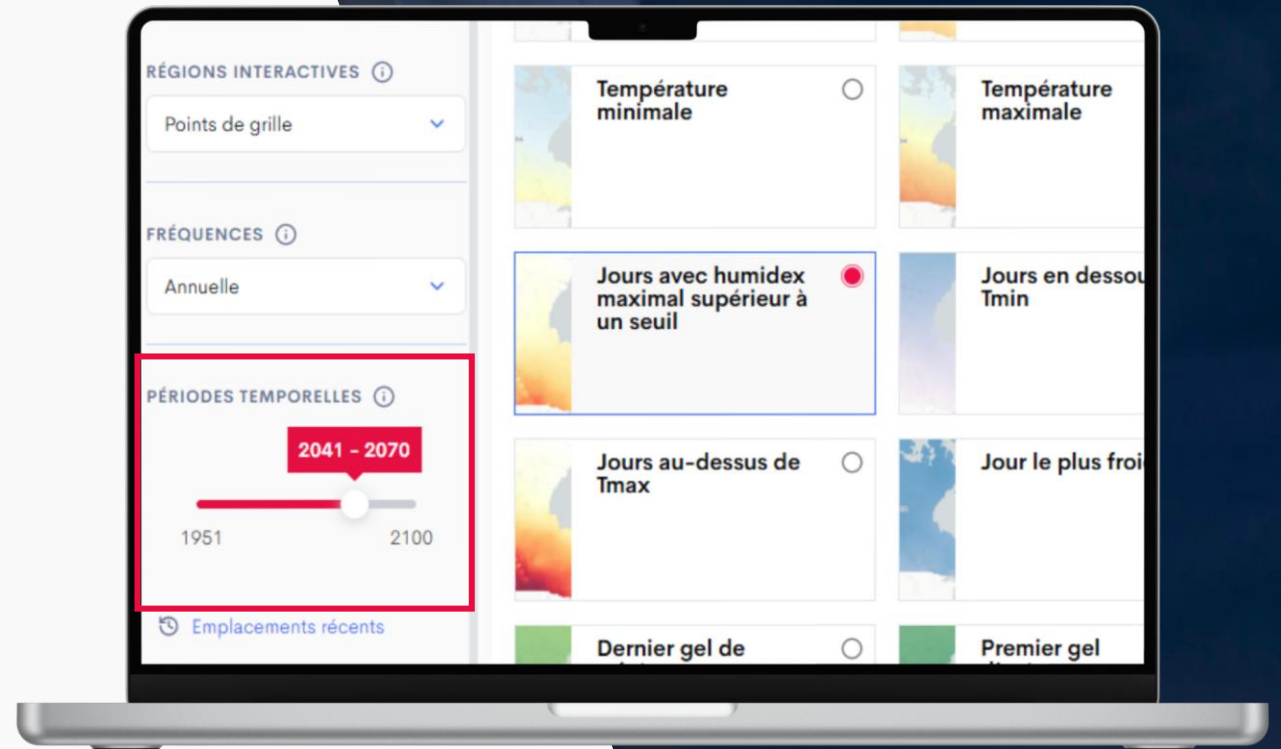 RÉGIONS INTERACTIVES
Points de grille
FRÉQUENCES
Annuelle
PÉRIODES TEMPORELLES
2041 - 2070
1951
2100
Emplacements récents
Température
minimale
Température
maximale
Jours avec humidex
maximal supérieur à
un seuil
Jours en dessou
Tmin
Jours au-dessus de
Tmax
Jour le plus froi
Dernier gel de
Premier gel